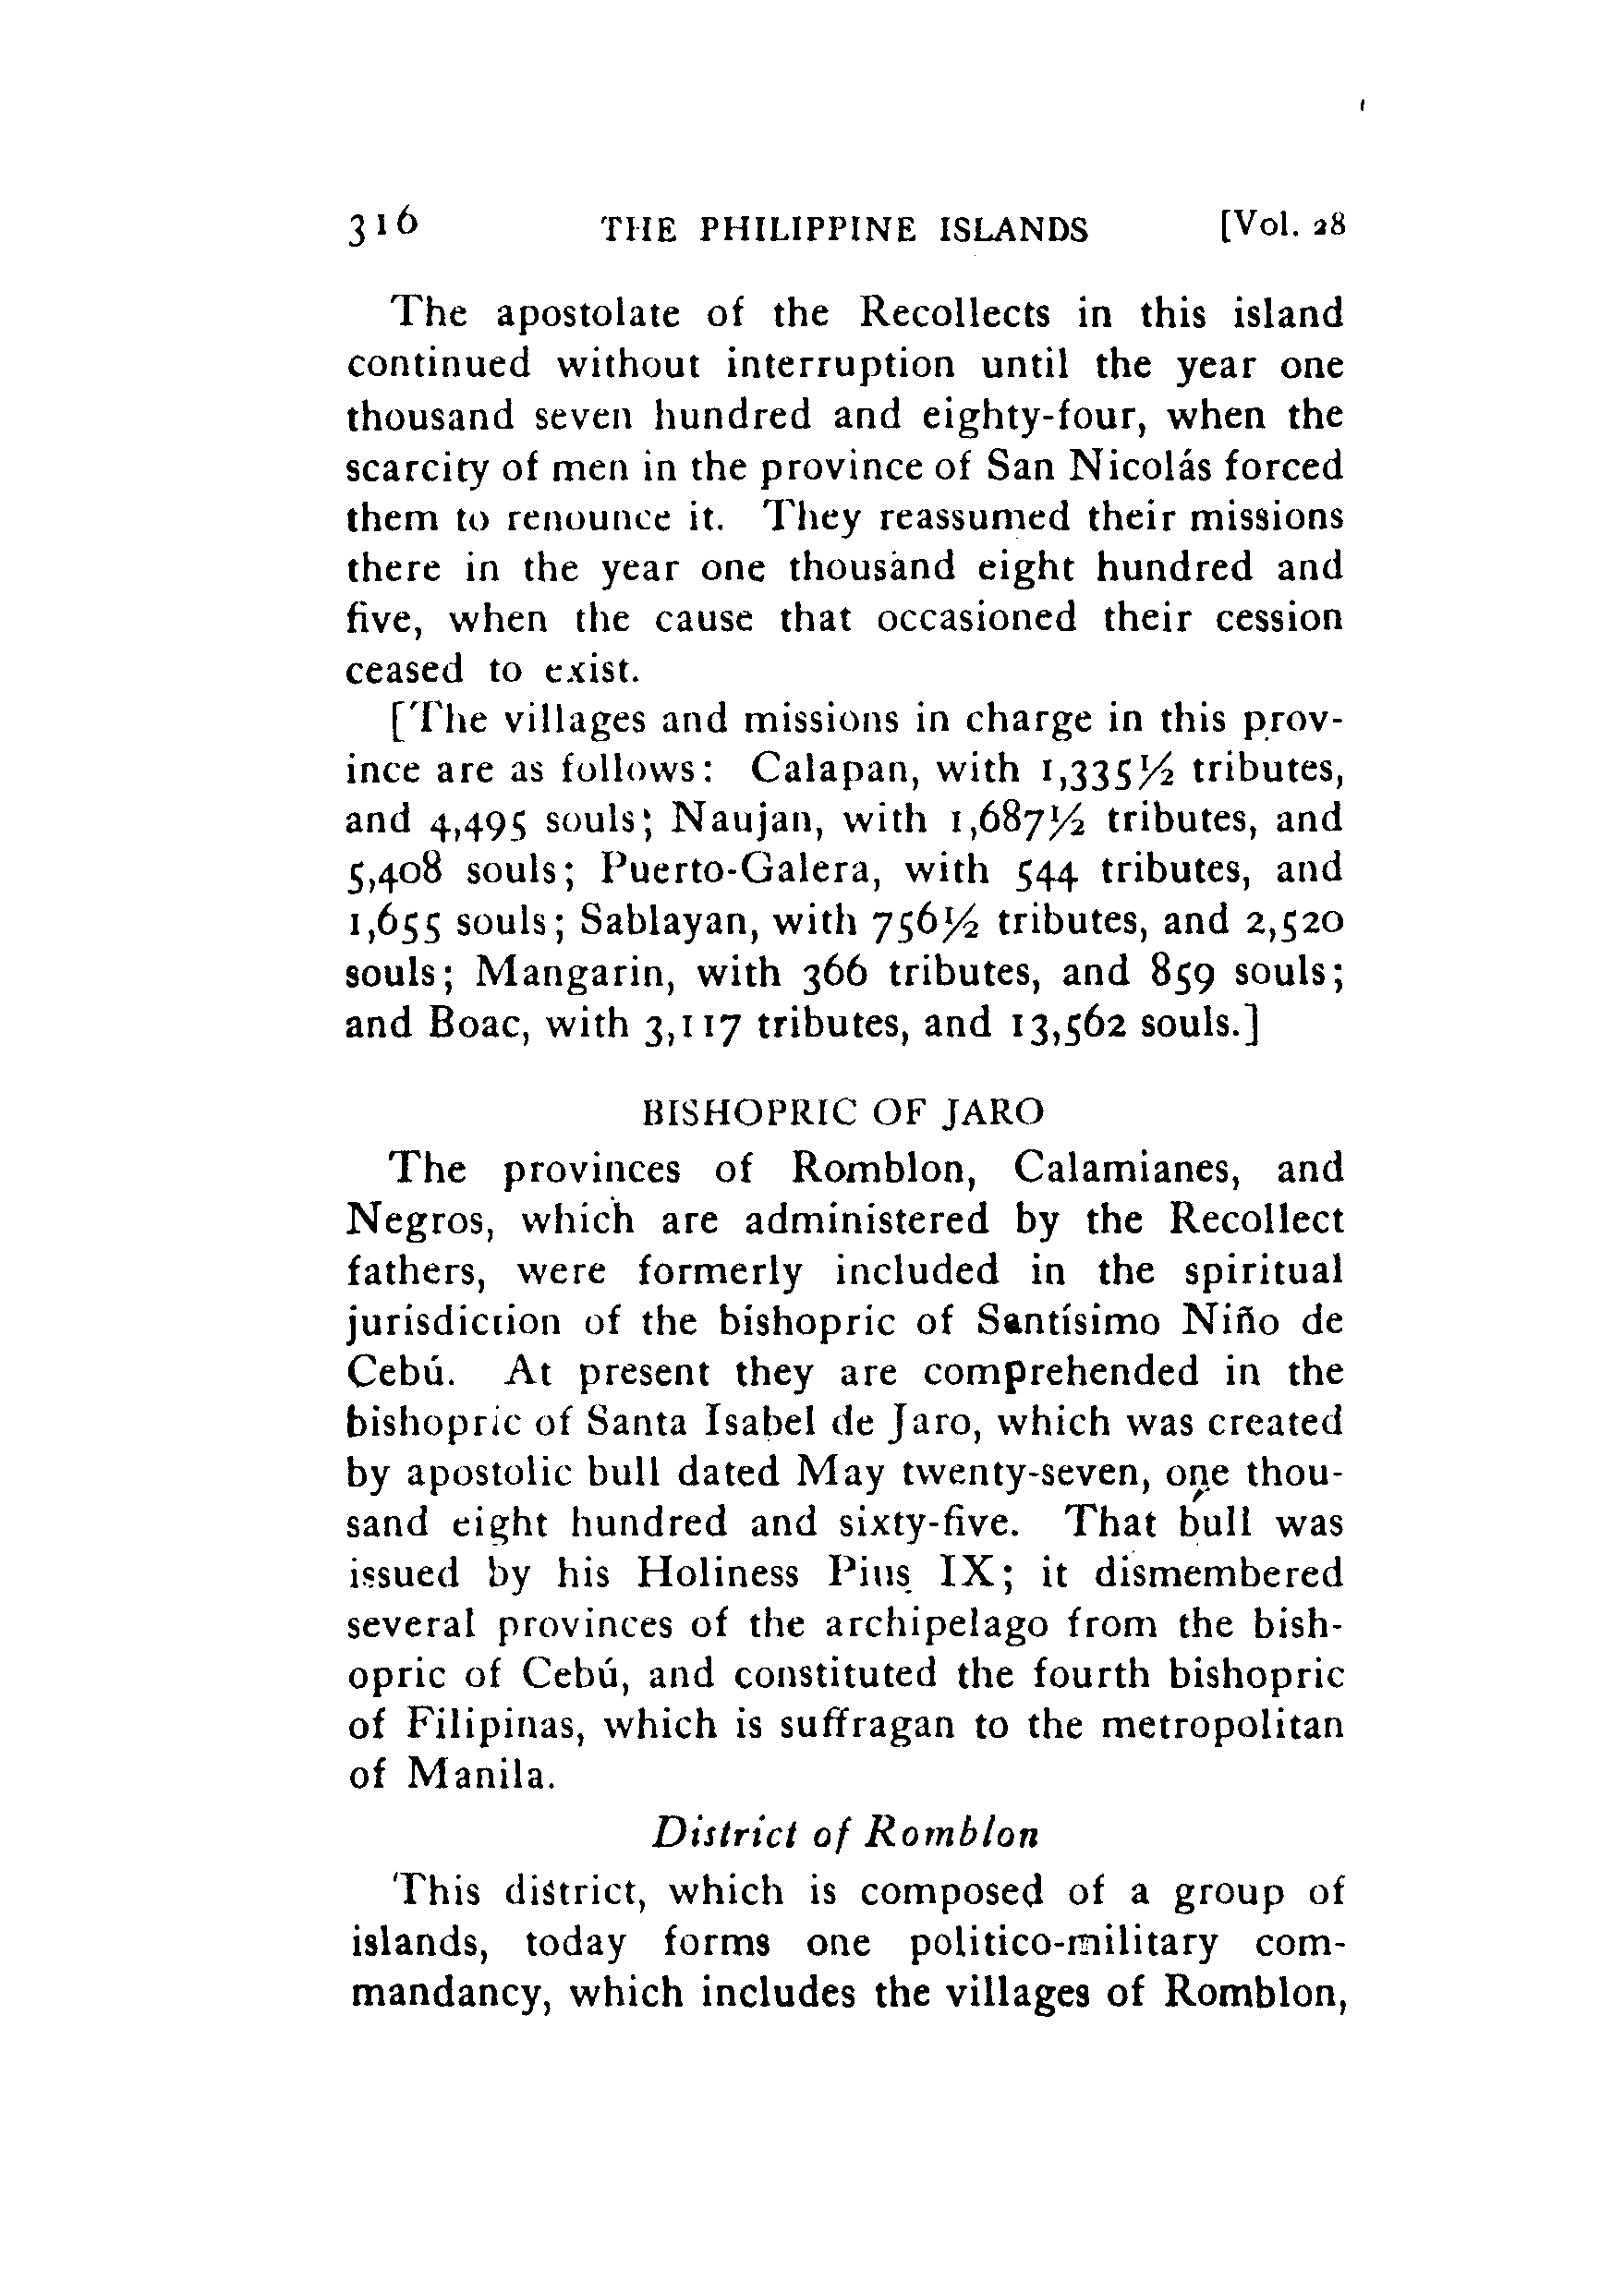 316 THE PHILIPPINE ISLANDS [Vol. 28
The apostolate of the Recollects in this island
continued without interruption until the year one
thousand seven hundred and eighty-four, when the
scarcity of men in the province of San Nicolás forced
them to renounce it. They reassumed their missions
there in the year one thousand eight hundred and
five, when the cause that occasioned their cession
ceased to exist.
[The villages and missions in charge in this prov-
ince are as follows: Calapan, with 1,335½ tributes,
and 4,495 souls; Naujan, with 1,687½ tributes, and
5,408 souls; Puerto-Galera, with 544 tributes, and
1,655 souls; Sablayan, with 756½ tributes, and 2,520
souls; Mangarin, with 366 tributes, and 859 souls;
and Boac, with 3,117 tributes, and 13,562 souls.]
BISHOPRIC OF JARO
The provinces of Romblon, Calamianes, and
Negros, which are administered by the Recollect
fathers, were formerly included in the spiritual
jurisdiction of the bishopric of Santísimo Niño de
Cebú. At present they are comprehended in the
bishopric of Santa Isabel de Jaro, which was created
by apostolic bull dated May twenty-seven, one thou-
sand eight hundred and sixty-five. That bull was
issued by his Holiness Pius IX; it dismembered
several provinces of the archipelago from the bish-
opric of Cebú, and constituted the fourth bishopric
of Filipinas, which is suffragan to the metropolitan
of Manila.
District of Romblon
This district, which is composed of a group of
islands, today forms one politico-military com-
mandancy, which includes the villages of Romblon,